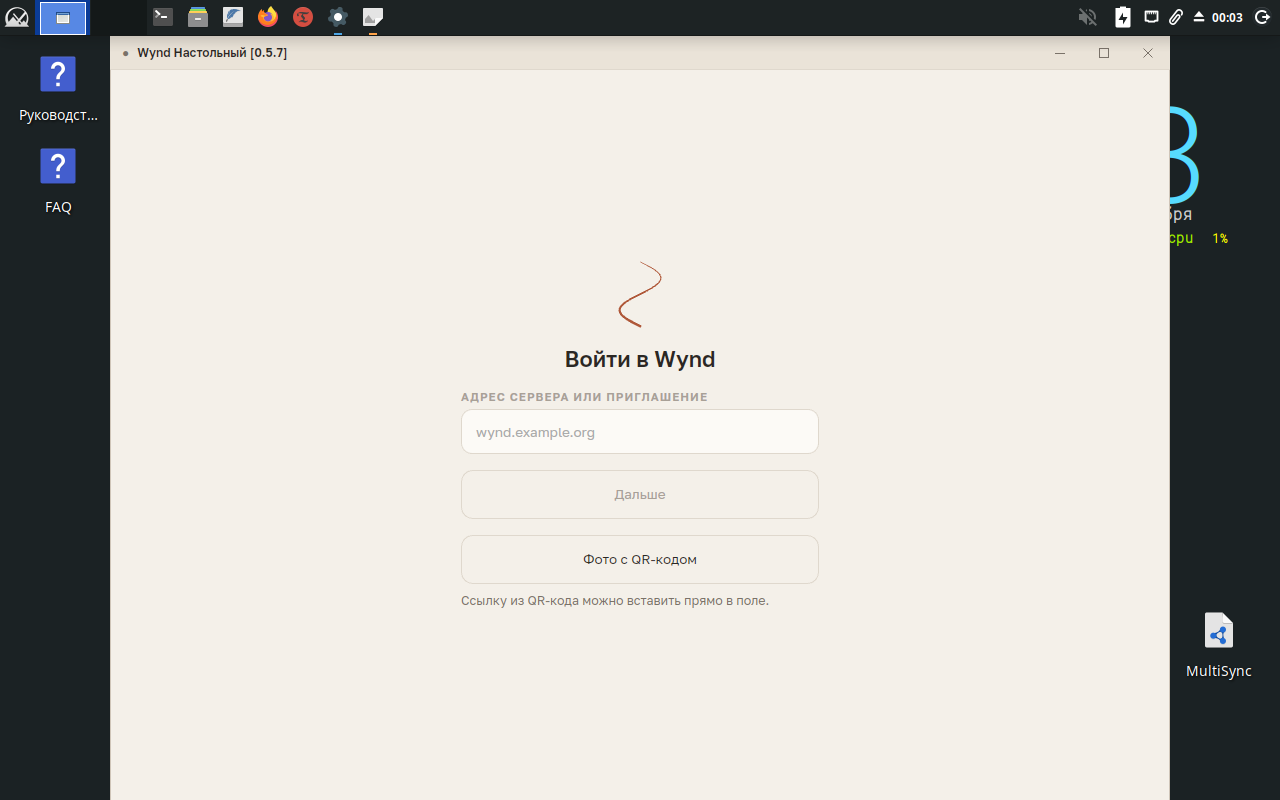 00:03
Wynd Настольный [0.5.7]
Руководст...
FAQ
бря
cpu 1%
Войти в Wynd
АДРЕС СЕРВЕРА ИЛИ ПРИГЛАШЕНИЕ
wynd.example.org
Дальше
Фото с QR-кодом
Ссылку из QR-кода можно вставить прямо в поле.
MultiSync